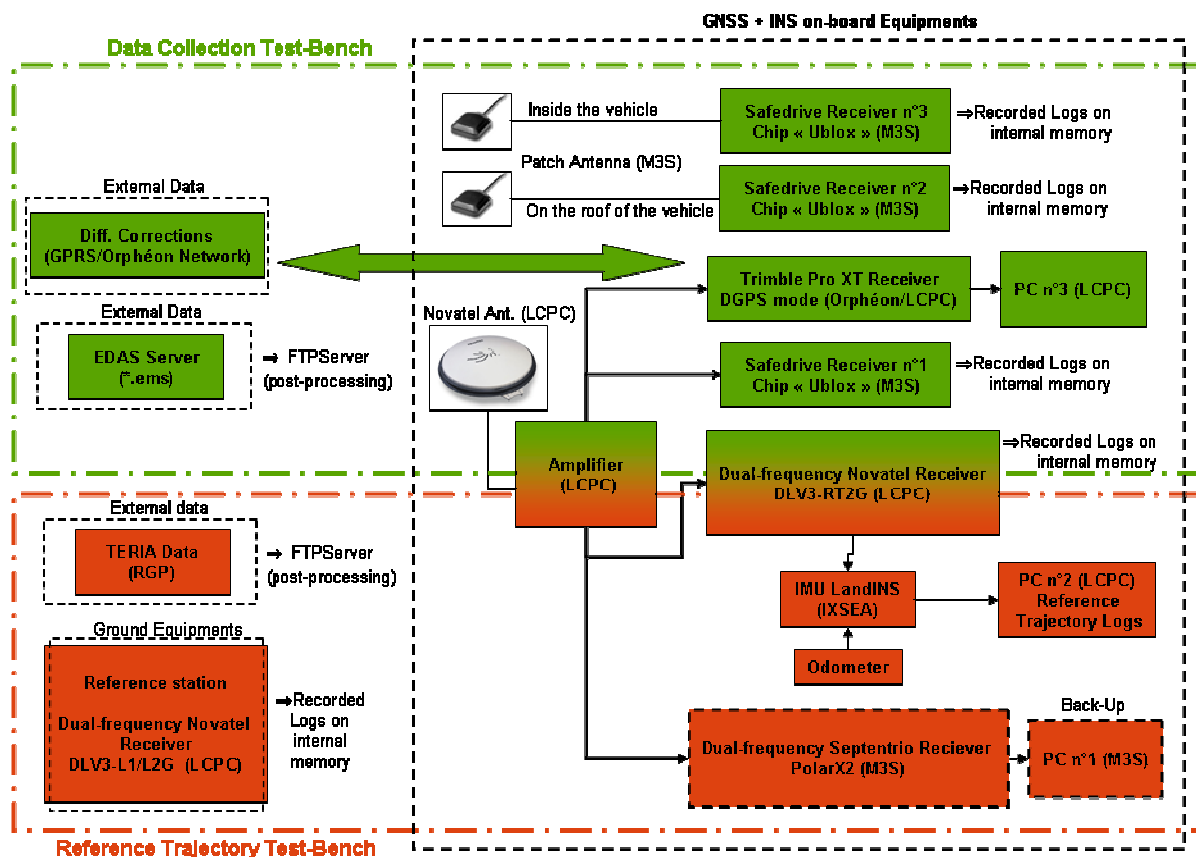 GNSS + INS on-board Equipments
Data Collection Test-Bench
Inside the vehicle
Safedrive Receiver n°3
Chip « Ublox » (M3S)
⇒Recorded Logs on
internal memory
Patch Antenna (M3S)
On the roof of the vehicle
Safedrive Receiver n°2
Chip « Ublox » (M3S)
⇒Recorded Logs on
internal memory
External Data
Diff. Corrections
(GPRS/Orphéon Network)
Trimble Pro XT Receiver
DGPS mode (Orphéon/LCPC)
PC n°3 (LCPC)
External Data
EDAS Server
(*.ems)
⇒ FTPServer
(post-processing)
Novatel Ant. (LCPC)
Safedrive Receiver n°1
Chip « Ublox » (M3S)
⇒Recorded Logs on
internal memory
Amplifier
(LCPC)
Dual-frequency Novatel Receiver
DLV3-RT2G (LCPC)
⇒Recorded Logs on
internal memory
External data
TERIA Data
(RGP)
⇒ FTPServer
(post-processing)
IMU LandINS
(IXSEA)
PC n°2 (LCPC)
Reference
Trajectory Logs
Odometer
Ground Equipments
Reference station
Dual-frequency Novatel
Receiver
DLV3-L1/L2G (LCPC)
⇒Recorded
Logs on
internal
memory
Dual-frequency Septentrio Reciever
PolarX2 (M3S)
Back-Up
PC n°1 (M3S)
Reference Trajectory Test-Bench